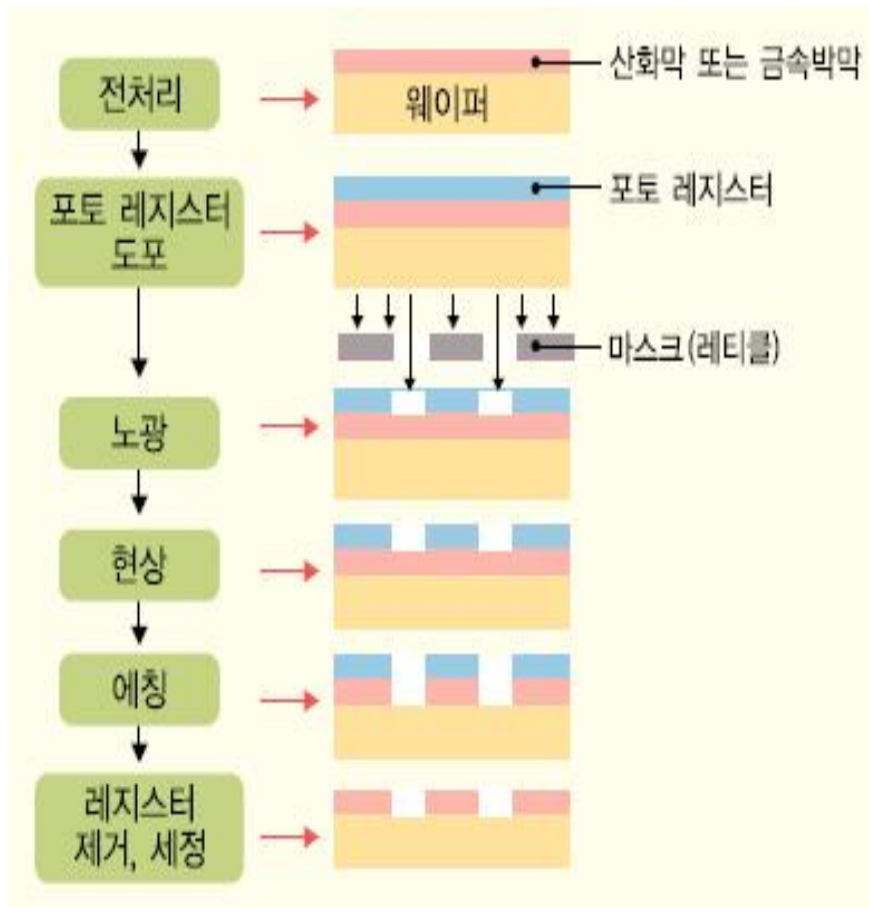 전처리
웨이퍼
산화막 또는 금속박막
포토 레지스터
도포
포토 레지스터
마스크(레티클)
노광
현상
에칭
레지스터
제거, 세정